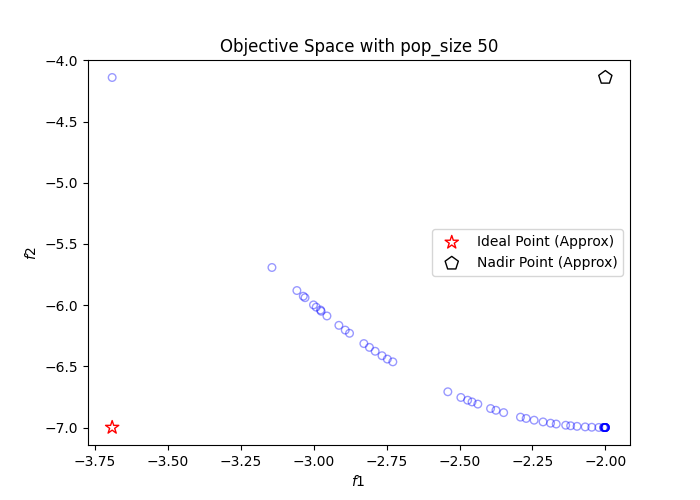 Objective Space with pop_size 50
−4.0
−4.5
−5.0
−5.5
−6.0
−6.5
−7.0
f2
Ideal Point (Approx)
Nadir Point (Approx)
−3.75 −3.50 −3.25 −3.00 −2.75 −2.50 −2.25 −2.00
f1